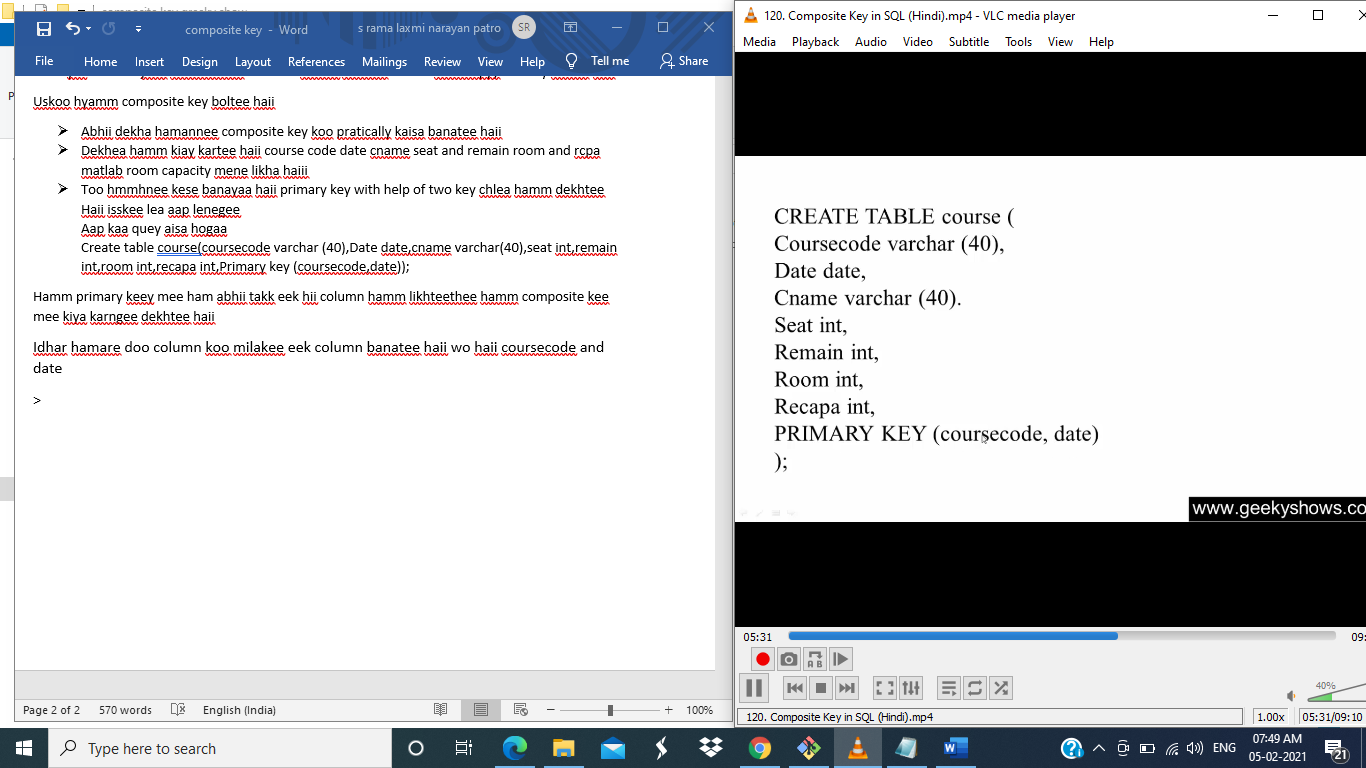 composite key - Word
s rama laxmi narayan patro
SR
File
Home
Insert
Design
Layout
References
Mailings
Review
View
Help
Tell me
Share
Uskoo hyamm composite key boltee haii
Abhii dekha hamannee composite key koo pratically kaisa banatee haii
Dekhea hamm kiay kartee haii course code date cname seat and remain room and rcpa
matlab room capacity mene likha haiii
Too hmmhnee kese banayaa haii primary key with help of two key chlea hamm dekhtee
Haii isskee lea aap lenegee
Aap kaa quey aisa hogaa
Create table course(coursecode varchar (40),Date date,cname varchar(40),seat int,remain
int,room int,recapa int,Primary key (coursecode,date));
Hamm primary keey mee ham abhii takk eek hii column hamm likhteethee hamm composite kee
mee kiya karngee dekhtee haii
Idhar hamare doo column koo milakee eek column banatee haii wo haii coursecode and
date
>
Page 2 of 2
570 words
English (India)
100%
120. Composite Key in SQL (Hindi).mp4 - VLC media player
Media
Playback
Audio
Video
Subtitle
Tools
View
Help
CREATE TABLE course (
Coursecode varchar (40),
Date date,
Cname varchar (40).
Seat int,
Remain int,
Room int,
Recapa int,
PRIMARY KEY (coursecode, date)
);
www.geekyshows.co
05:31
09:
40%
120. Composite Key in SQL (Hindi).mp4
1.00x
05:31/09:10
Type here to search
ENG
07:49 AM
05-02-2021
21